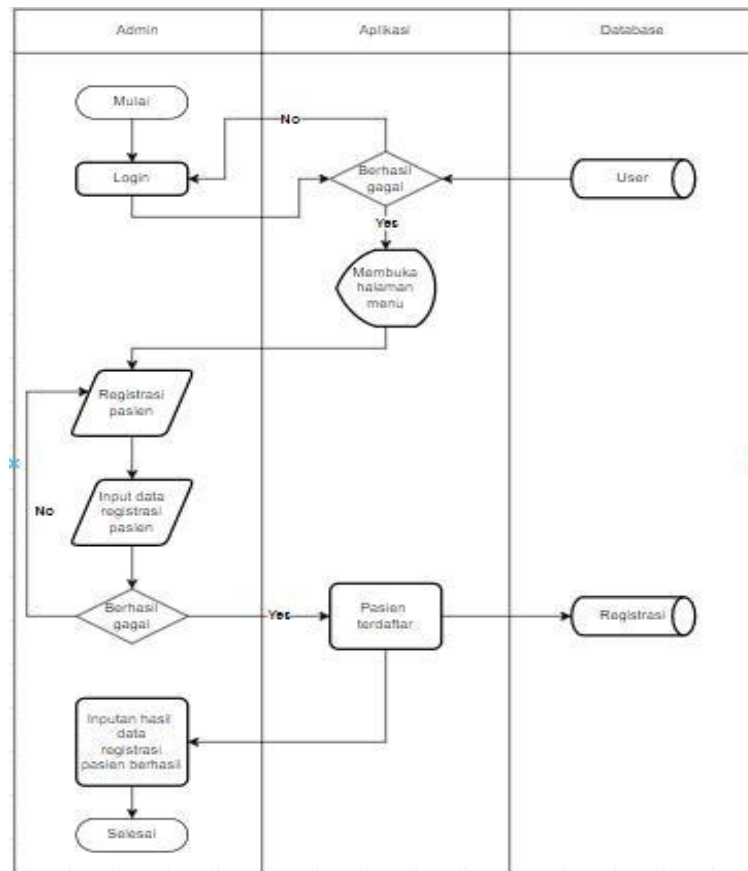 Admin
Aplikasi
Database
Mulai
No
Login
Berhasil
gagal
User
Yes
Membuka
halaman
menu
Registrasi
pasien
Input data
registrasi
pasien
No
Berhasil
gagal
Yes
Pasien
terdaftar
Registrasi
Inputan hasil
data
registrasi
pasien berhasil
Selesai